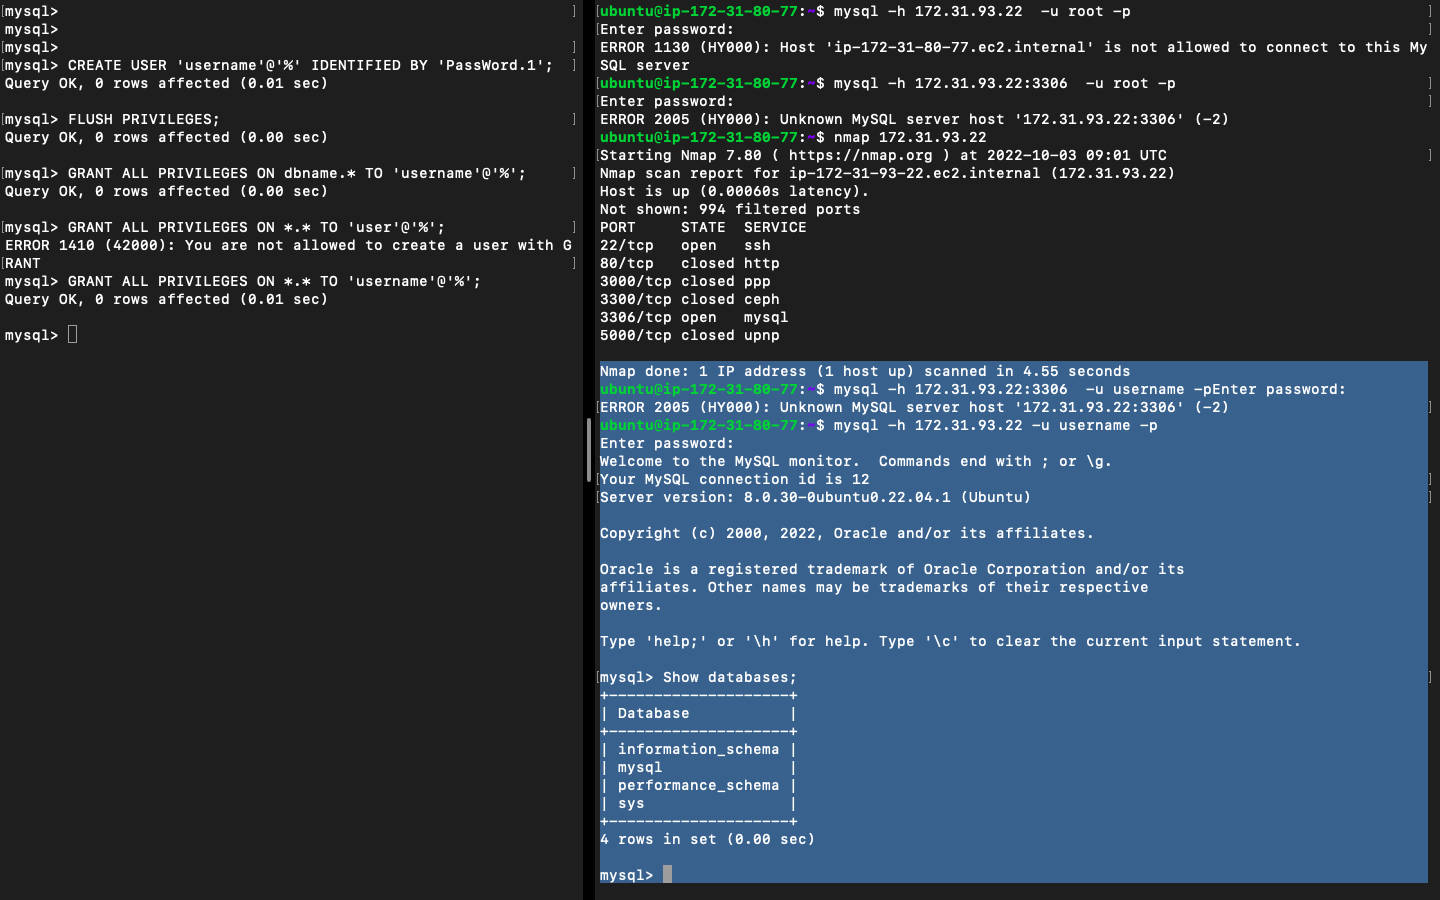 mysql>
mysql>
mysql>
mysql> CREATE USER 'username'@'%' IDENTIFIED BY 'PassWord.1';
Query OK, 0 rows affected (0.01 sec)
mysql> FLUSH PRIVILEGES;
Query OK, 0 rows affected (0.00 sec)
mysql> GRANT ALL PRIVILEGES ON dbname.* TO 'username'@'%';
Query OK, 0 rows affected (0.00 sec)
mysql> GRANT ALL PRIVILEGES ON *.* TO 'user'@'%';
ERROR 1410 (42000): You are not allowed to create a user with G
RANT
mysql> GRANT ALL PRIVILEGES ON *.* TO 'username'@'%';
Query OK, 0 rows affected (0.01 sec)
mysql>
ubuntu@ip-172-31-80-77:~$ mysql -h 172.31.93.22  -u root -p
Enter password:
ERROR 1130 (HY000): Host 'ip-172-31-80-77.ec2.internal' is not allowed to connect to this My
SQL server
ubuntu@ip-172-31-80-77:~$ mysql -h 172.31.93.22:3306  -u root -p
Enter password:
ERROR 2005 (HY000): Unknown MySQL server host '172.31.93.22:3306' (-2)
ubuntu@ip-172-31-80-77:~$ nmap 172.31.93.22
Starting Nmap 7.80 ( https://nmap.org ) at 2022-10-03 09:01 UTC
Nmap scan report for ip-172-31-93-22.ec2.internal (172.31.93.22)
Host is up (0.00060s latency).
Not shown: 994 filtered ports
PORT     STATE  SERVICE
22/tcp   open   ssh
80/tcp   closed http
3000/tcp closed ppp
3300/tcp closed ceph
3306/tcp open   mysql
5000/tcp closed upnp
Nmap done: 1 IP address (1 host up) scanned in 4.55 seconds
ubuntu@ip-172-31-80-77:~$ mysql -h 172.31.93.22:3306  -u username -pEnter password:
ERROR 2005 (HY000): Unknown MySQL server host '172.31.93.22:3306' (-2)
ubuntu@ip-172-31-80-77:~$ mysql -h 172.31.93.22 -u username -p
Enter password:
Welcome to the MySQL monitor.  Commands end with ; or \g.
Your MySQL connection id is 12
Server version: 8.0.30-0ubuntu0.22.04.1 (Ubuntu)
Copyright (c) 2000, 2022, Oracle and/or its affiliates.
Oracle is a registered trademark of Oracle Corporation and/or its
affiliates. Other names may be trademarks of their respective
owners.
Type 'help;' or '\h' for help. Type '\c' to clear the current input statement.
mysql> Show databases;
+--------------------+
| Database           |
+--------------------+
| information_schema |
| mysql              |
| performance_schema |
| sys                |
+--------------------+
4 rows in set (0.00 sec)
mysql>